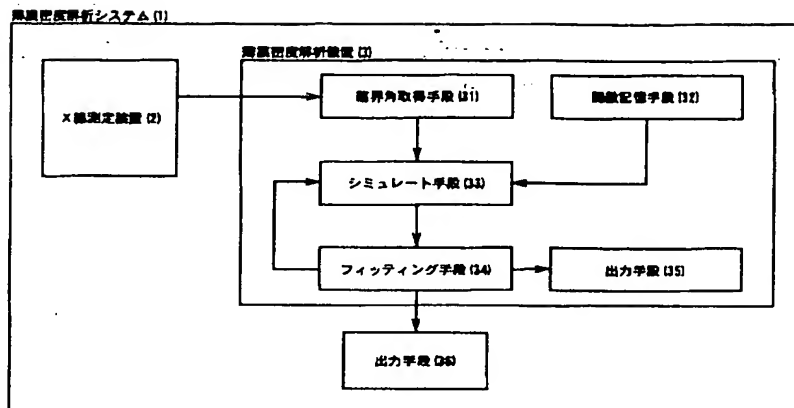 薄膜密度解析システム(1)
薄膜密度解析装置(3)
X線測定装置(2)
臨界角取得手段(31)
関数記憶手段(32)
シミュレート手段(33)
フィッティング手段(34)
出力手段(35)
出力手段(36)